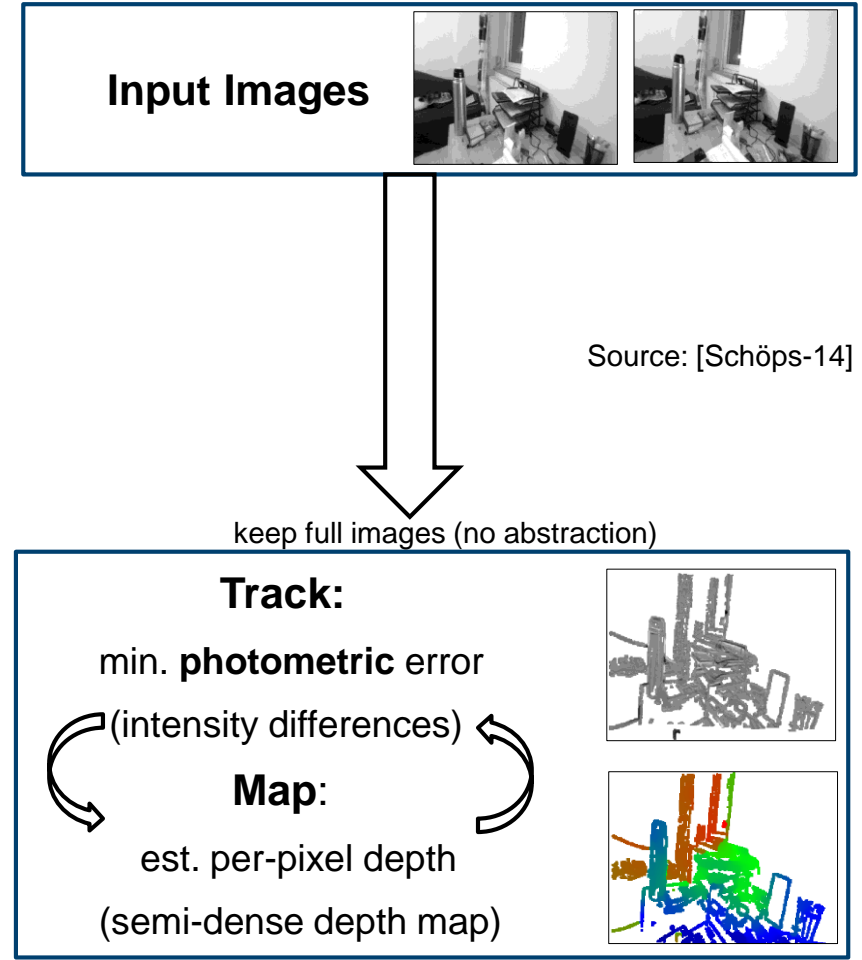 Input Images
Source: [Schöps-14]
keep full images (no abstraction)
Track:
min. photometric error
(intensity differences)
Map:
est. per-pixel depth
(semi-dense depth map)